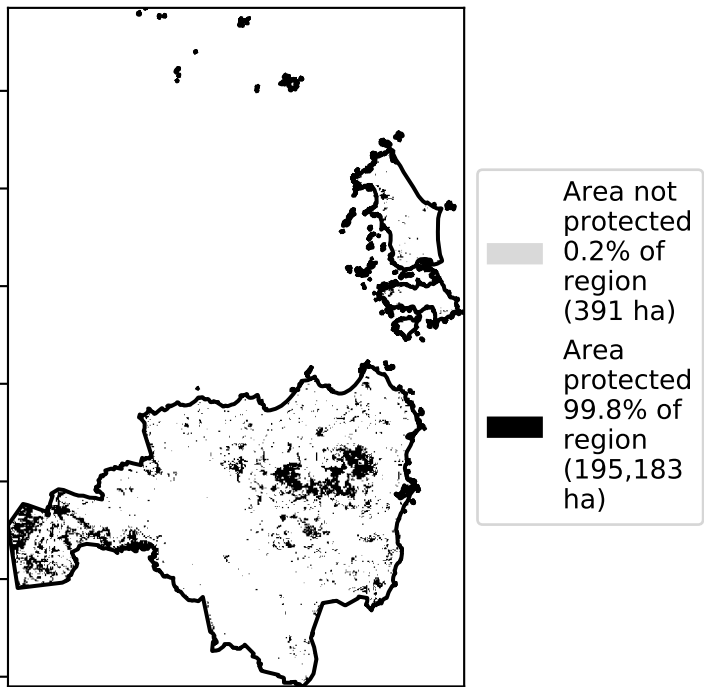 Area not
protected
0.2% of
region
(391 ha)
Area
protected
99.8% of
region
(195,183
ha)